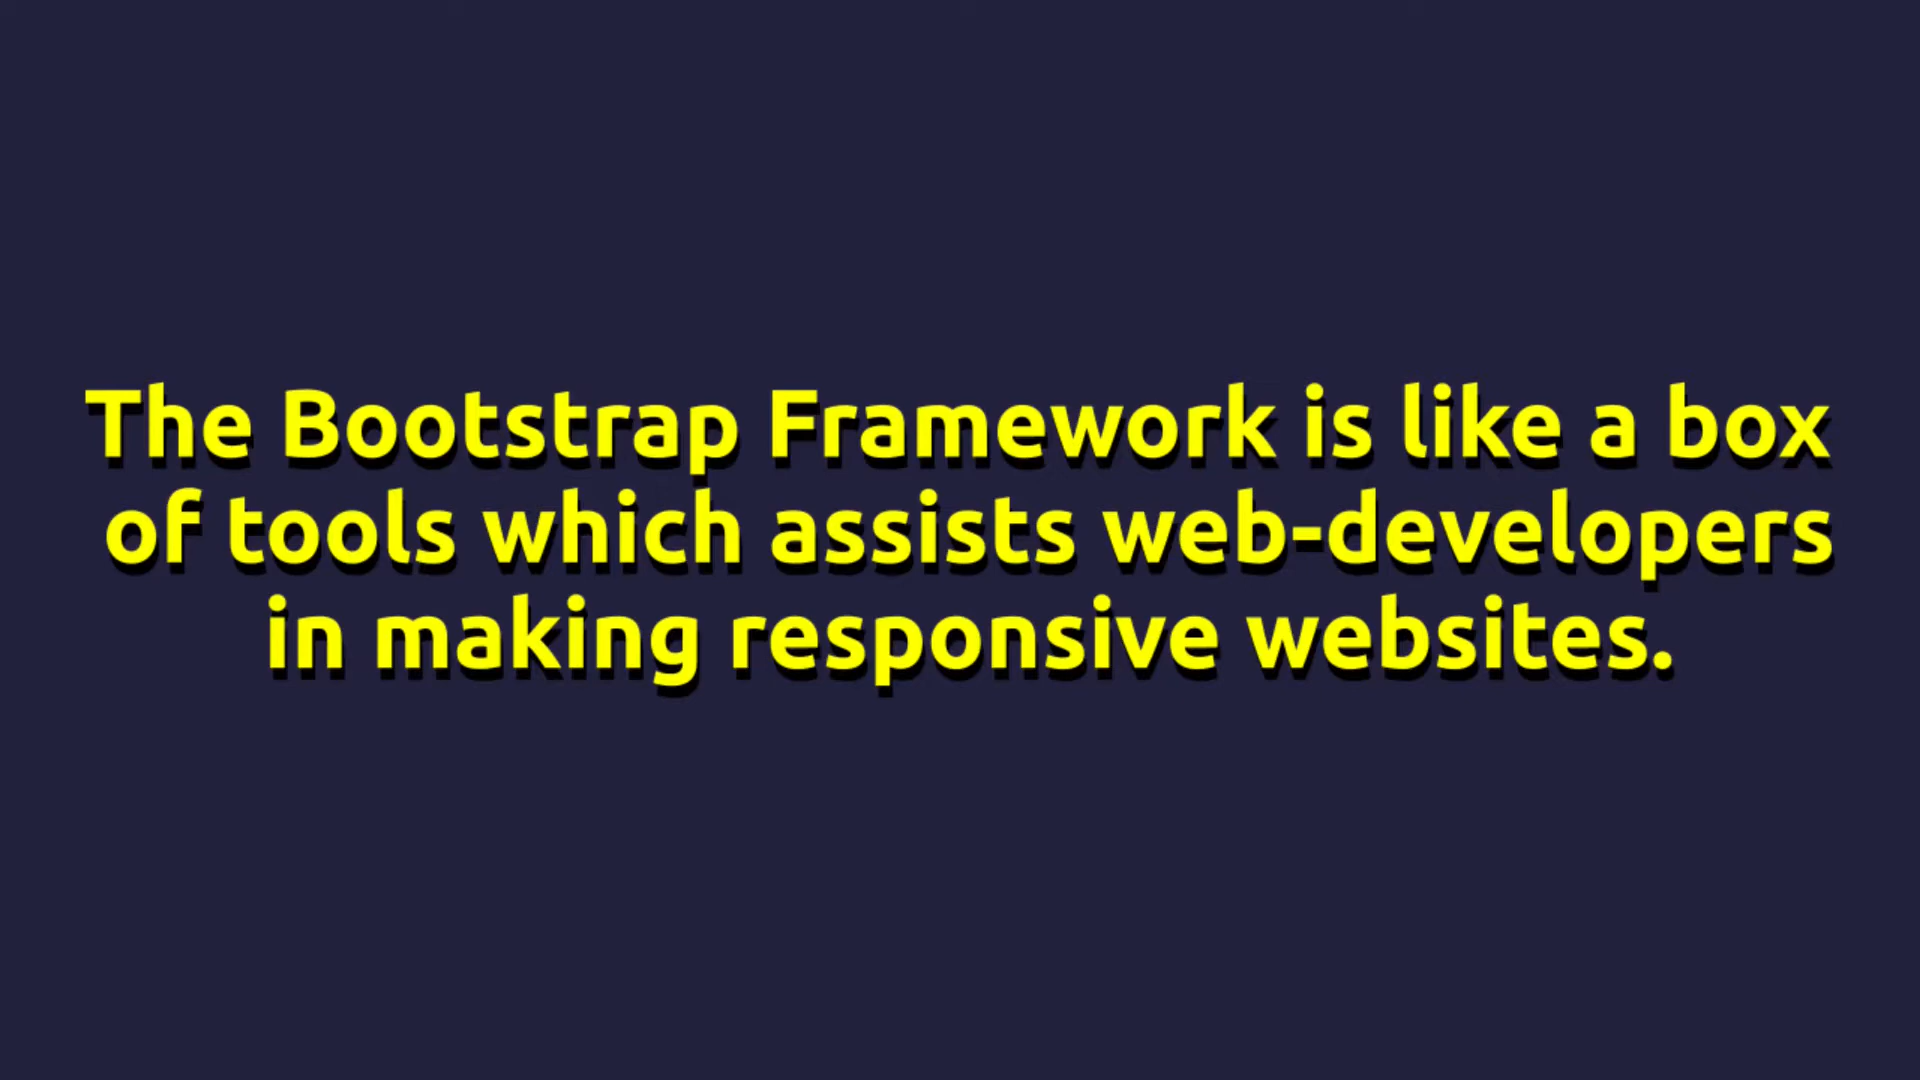 The Bootstrap Framework is like a box
of tools which assists web-developers
in making responsive websites.